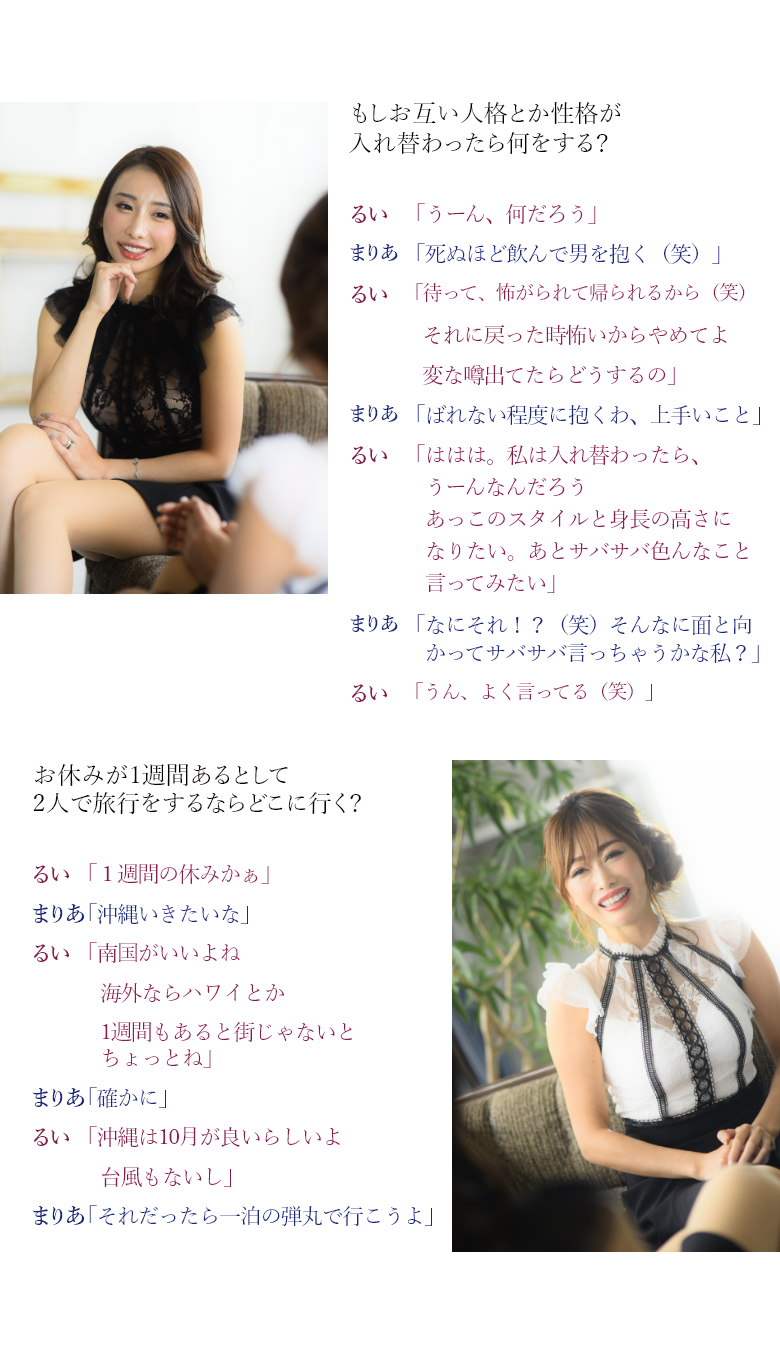 もしお互い人格とか性格が
入れ替わったら何をする?
るい 「うーん、何だろう」
まりあ 「死ぬほど飲んで男を抱く（笑）」
るい 「待って、怖がられて帰られるから（笑）
それに戻った時怖いからやめてよ
変な噂出てたらどうするの」
まりあ 「ばれない程度に抱くわ、上手いこと」
るい 「ははは。私は入れ替わったら、
うーんなんだろう
あっこのスタイルと身長の高さに
なりたい。あとサバサバ色んなこと
言ってみたい」
まりあ 「なにそれ！？（笑）そんなに面と向
かってサバサバ言っちゃうかな私？」
るい 「うん、よく言ってる（笑）」
お休みが1週間あるとして
2人で旅行をするならどこに行く?
るい 「１週間の休みかぁ」
まりあ「沖縄いきたいな」
るい 「南国がいいよね
海外ならハワイとか
1週間もあると街じゃないと
ちょっとね」
まりあ「確かに」
るい 「沖縄は10月が良いらしいよ
台風もないし」
まりあ「それだったら一泊の弾丸で行こうよ」